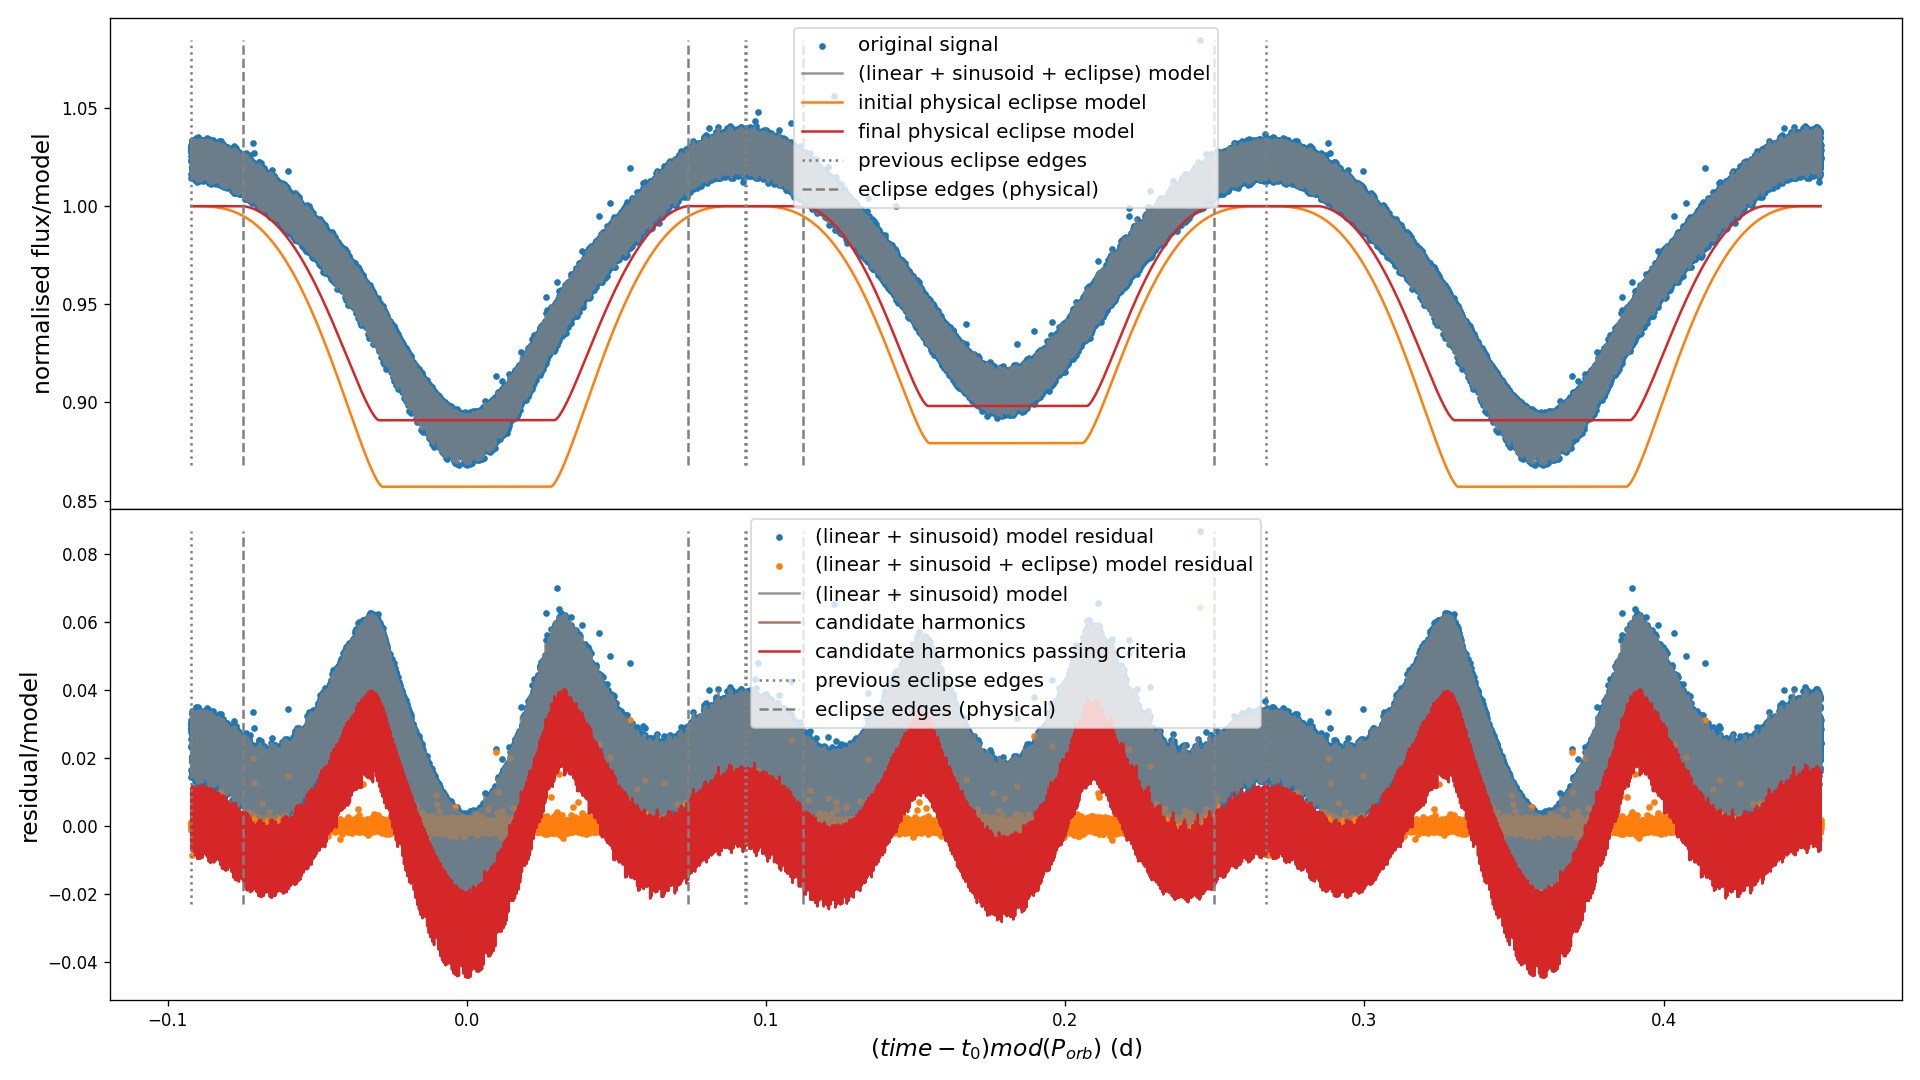 original signal
(linear + sinusoid + eclipse) model
initial physical eclipse model
final physical eclipse model
previous eclipse edges
eclipse edges (physical)
normalised flux/model
1.05
1.00
0.95
0.90
0.85
(linear + sinusoid) model residual
(linear + sinusoid + eclipse) model residual
(linear + sinusoid) model
candidate harmonics
candidate harmonics passing criteria
previous eclipse edges
eclipse edges (physical)
residual/model
0.08
0.06
0.04
0.02
0.00
−0.02
−0.04
−0.1 0.0 0.1 0.2 0.3 0.4
(time − t₀)mod(Pₒᵣb) (d)